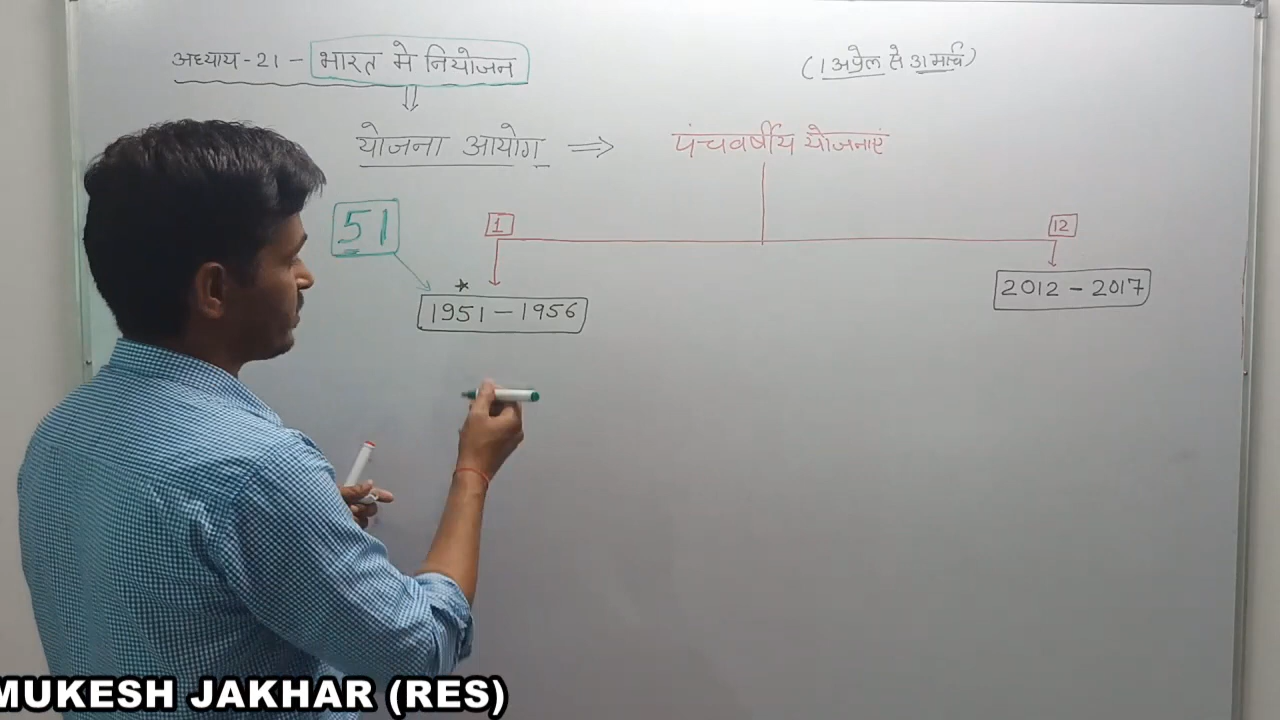 अध्याय-21 - भारत मे नियोजन
(1 अप्रेल से 31 मार्च)
योजना आयोग ⇒ पंचवर्षीय योजनाएं
51
1
12
1951 - 1956
2012 - 2017
MUKESH JAKHAR (RES)